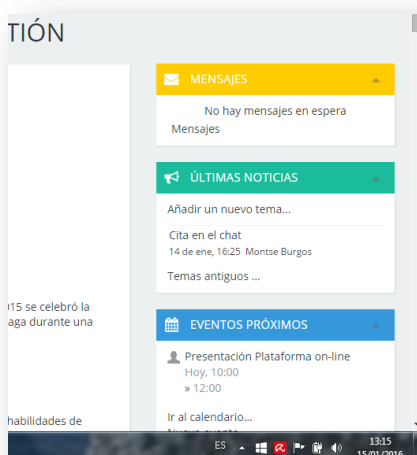 TIÓN
MENSAJES
No hay mensajes en espera
Mensajes
ÚLTIMAS NOTICIAS
Añadir un nuevo tema...
Cita en el chat
14 de ene, 16:25 Montse Burgos
Temas antiguos ...
015 se celebró la
aga durante una
EVENTOS PRÓXIMOS
Presentación Plataforma on-line
Hoy, 10:00
» 12:00
habilidades de
Ir al calendario...
Nuevo evento
ES
13:15
15/01/2016